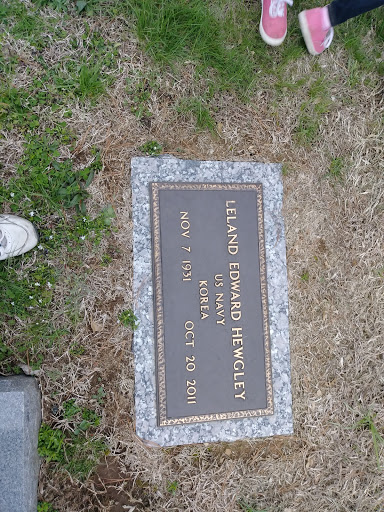 LELAND EDWARD HEWGLEY
US NAVY
KOREA
NOV 7 1931 OCT 20 2011